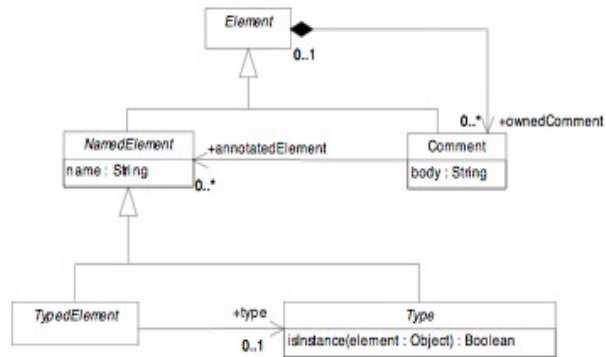 Element
0..1
0..*
+ownedComment
NamedElement
name : String
+annotatedElement
0..*
Comment
body : String
TypedElement
+type
0..1
Type
isInstance(element : Object) : Boolean